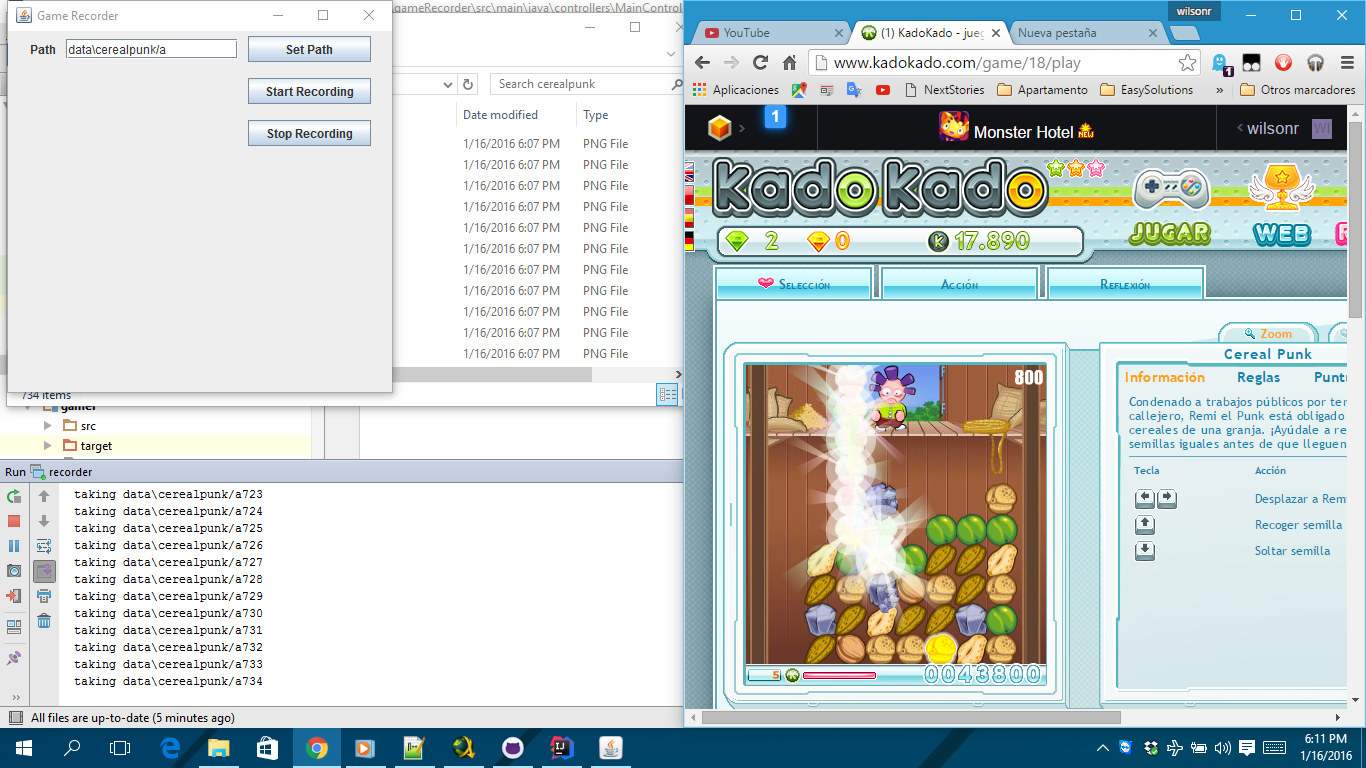 Game Recorder
Path data\cerealpunk/a Set Path
Start Recording
Stop Recording
gameRecorder\src\main\java\controllers\MainControl
Search cerealpunk
Date modified Type
1/16/2016 6:07 PM PNG File
1/16/2016 6:07 PM PNG File
1/16/2016 6:07 PM PNG File
1/16/2016 6:07 PM PNG File
1/16/2016 6:07 PM PNG File
1/16/2016 6:07 PM PNG File
1/16/2016 6:07 PM PNG File
1/16/2016 6:07 PM PNG File
1/16/2016 6:07 PM PNG File
1/16/2016 6:07 PM PNG File
1/16/2016 6:07 PM PNG File
734 items
gamer
src
target
Run recorder
taking data\cerealpunk/a723
taking data\cerealpunk/a724
taking data\cerealpunk/a725
taking data\cerealpunk/a726
taking data\cerealpunk/a727
taking data\cerealpunk/a728
taking data\cerealpunk/a729
taking data\cerealpunk/a730
taking data\cerealpunk/a731
taking data\cerealpunk/a732
taking data\cerealpunk/a733
taking data\cerealpunk/a734
All files are up-to-date (5 minutes ago)
wilsonr
YouTube (1) KadoKado - jueg Nueva pestaña
www.kadokado.com/game/18/play 1
Aplicaciones NextStories Apartamento EasySolutions » Otros marcadores
1 Monster Hotel NEW wilsonr WI
KadoKado
2 0 K 17.890 JUGAR WEB R
Selección Acción Reflexión
Zoom
Cereal Punk
Información Reglas Puntu
Condenado a trabajos públicos por ter
callejero, Remi el Punk está obligado
cereales de una granja. ¡Ayúdale a re
semillas iguales antes de que lleguen
Tecla Acción
Desplazar a Remi
Recoger semilla
Soltar semilla
800
5 0043800
6:11 PM
1/16/2016